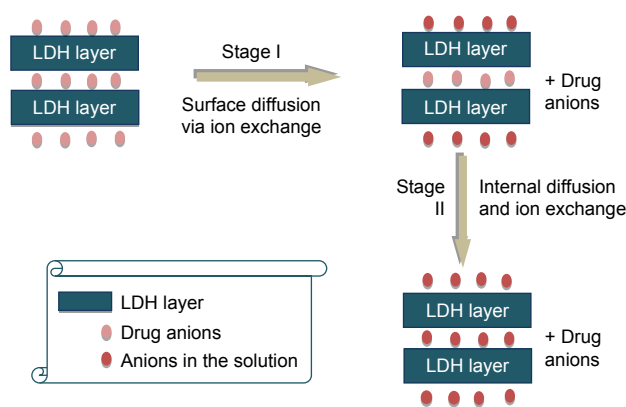 LDH layer
LDH layer
Stage I
Surface diffusion
via ion exchange
LDH layer
LDH layer
+ Drug
anions
Stage
II
Internal diffusion
and ion exchange
LDH layer
Drug anions
Anions in the solution
LDH layer
LDH layer
+ Drug
anions